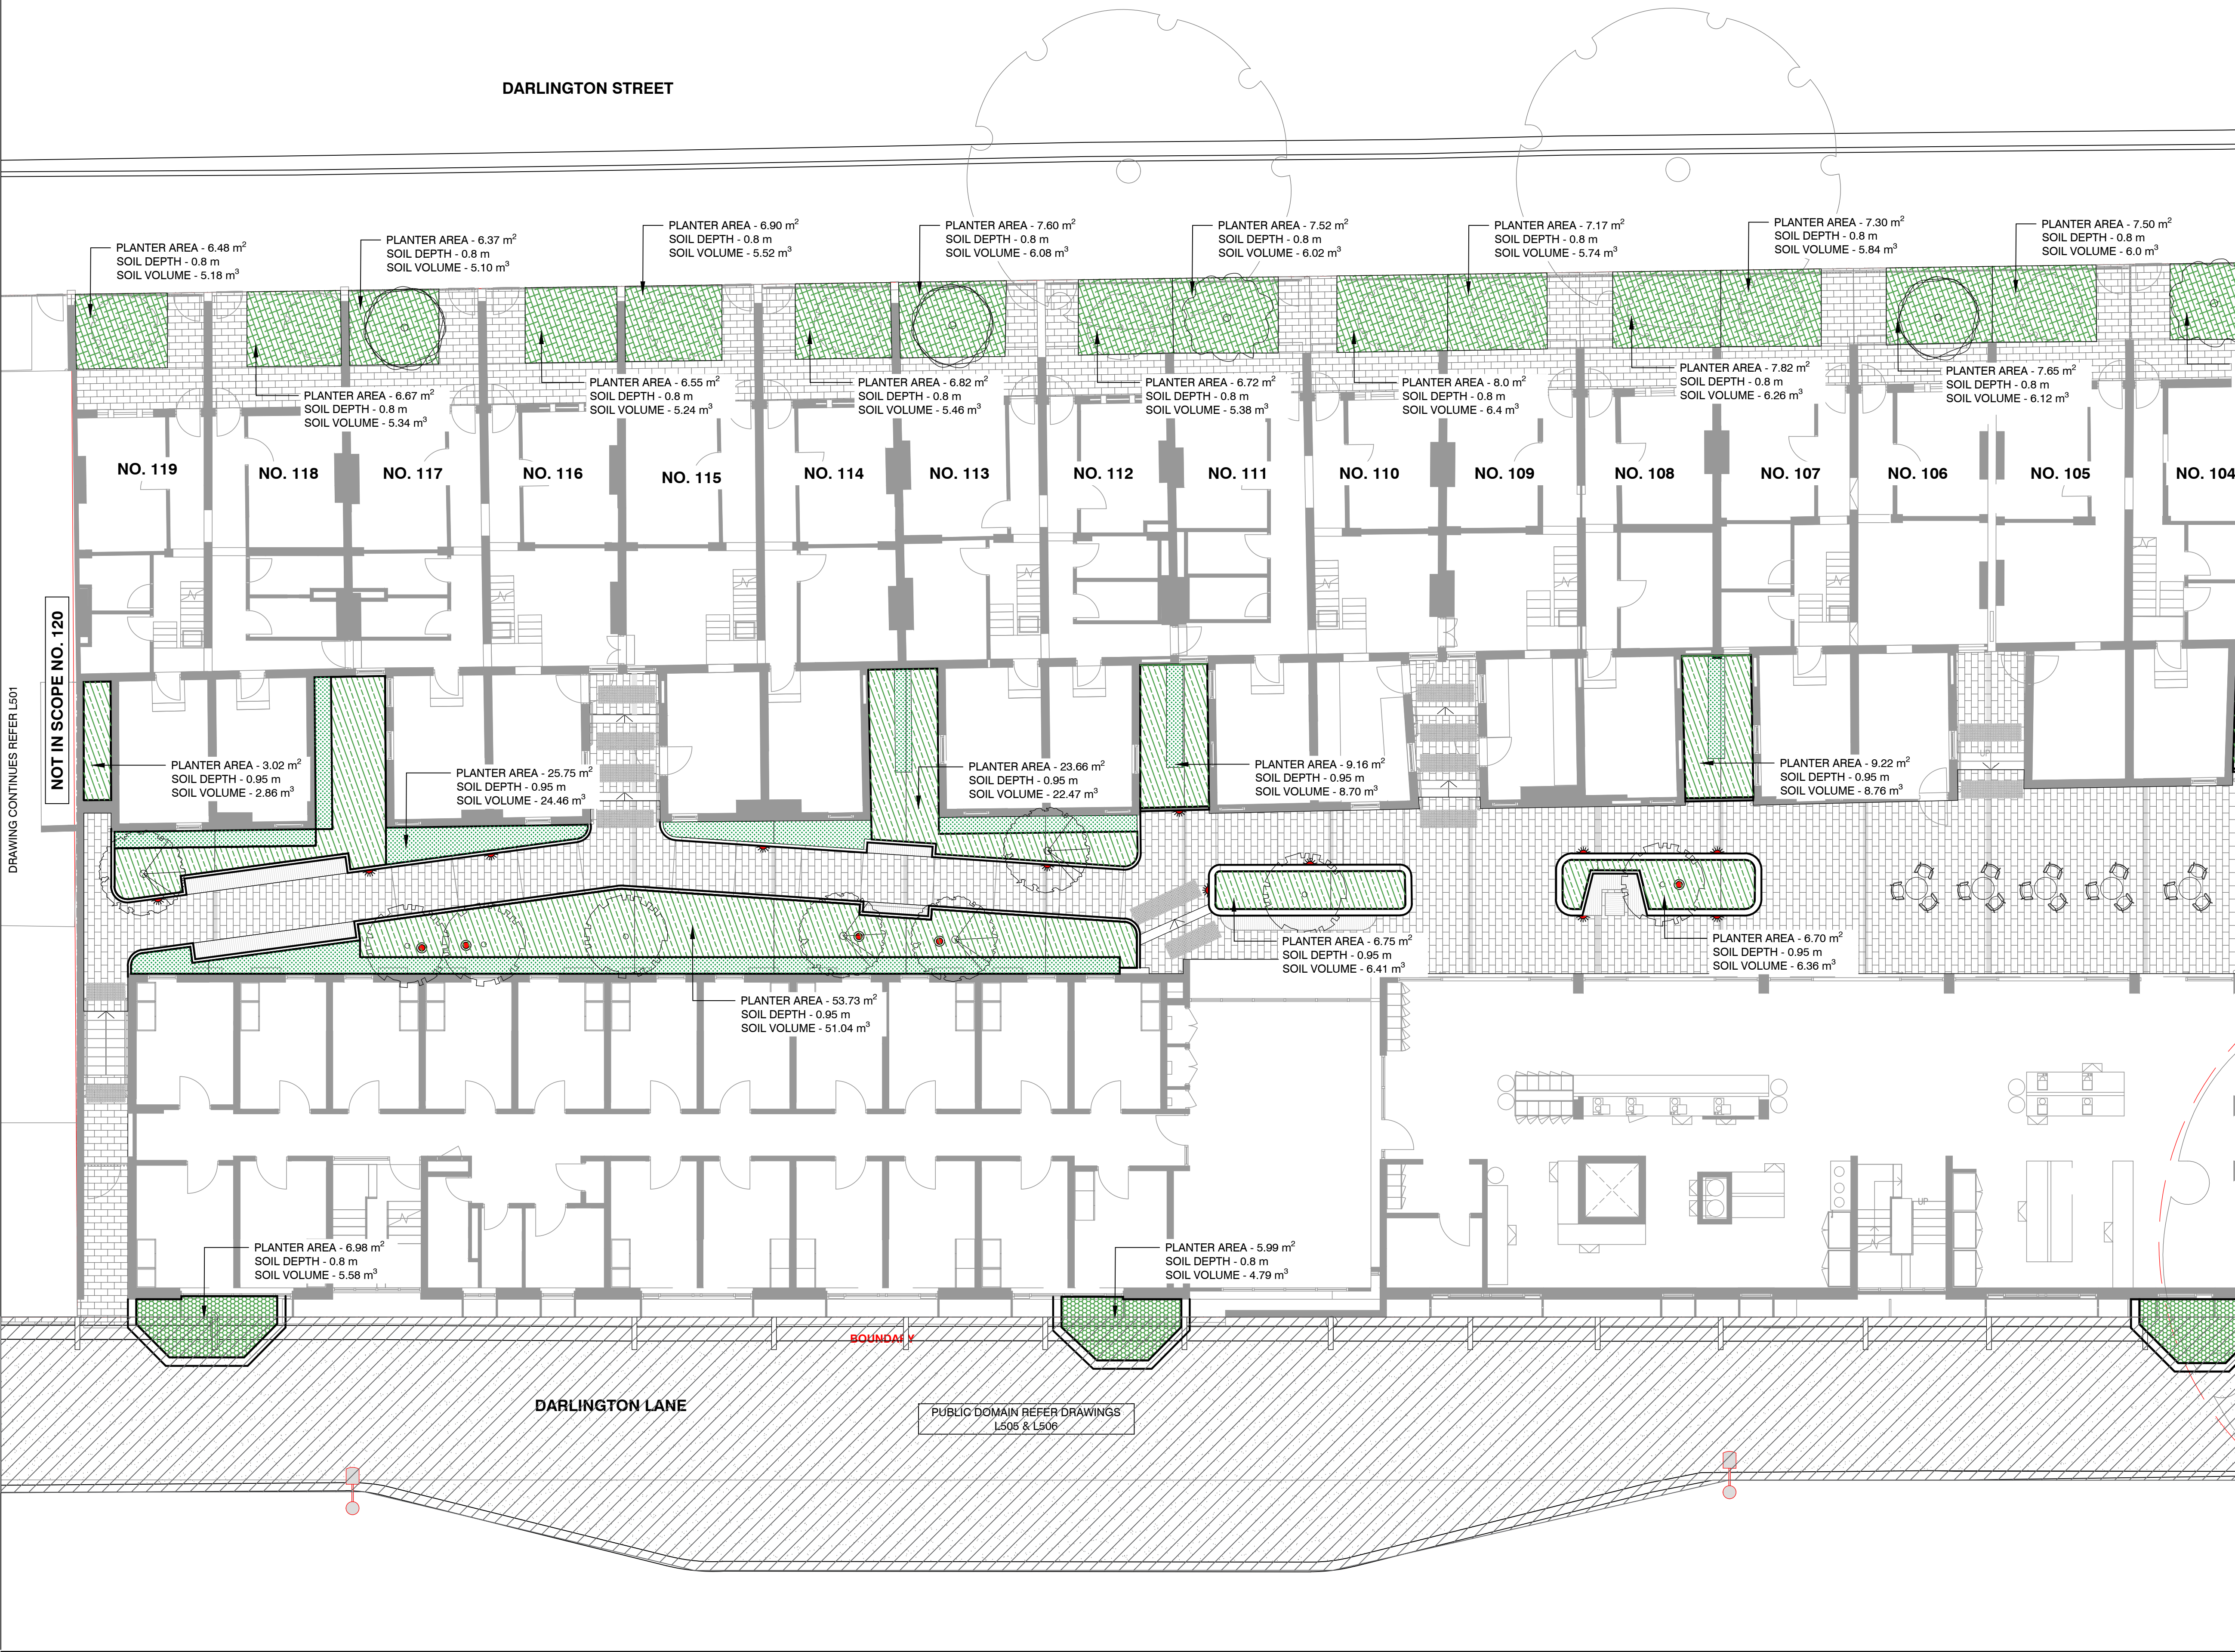 DARLINGTON STREET
PLANTER AREA - 6.48 m²
SOIL DEPTH - 0.8 m
SOIL VOLUME - 5.18 m³
PLANTER AREA - 6.37 m²
SOIL DEPTH - 0.8 m
SOIL VOLUME - 5.10 m³
PLANTER AREA - 6.90 m²
SOIL DEPTH - 0.8 m
SOIL VOLUME - 5.52 m³
PLANTER AREA - 7.60 m²
SOIL DEPTH - 0.8 m
SOIL VOLUME - 6.08 m³
PLANTER AREA - 7.52 m²
SOIL DEPTH - 0.8 m
SOIL VOLUME - 6.02 m³
PLANTER AREA - 7.17 m²
SOIL DEPTH - 0.8 m
SOIL VOLUME - 5.74 m³
PLANTER AREA - 7.30 m²
SOIL DEPTH - 0.8 m
SOIL VOLUME - 5.84 m³
PLANTER AREA - 7.50 m²
SOIL DEPTH - 0.8 m
SOIL VOLUME - 6.0 m³
PLANTER AREA - 6.67 m²
SOIL DEPTH - 0.8 m
SOIL VOLUME - 5.34 m³
PLANTER AREA - 6.55 m²
SOIL DEPTH - 0.8 m
SOIL VOLUME - 5.24 m³
PLANTER AREA - 6.82 m²
SOIL DEPTH - 0.8 m
SOIL VOLUME - 5.46 m³
PLANTER AREA - 6.72 m²
SOIL DEPTH - 0.8 m
SOIL VOLUME - 5.38 m³
PLANTER AREA - 8.0 m²
SOIL DEPTH - 0.8 m
SOIL VOLUME - 6.4 m³
PLANTER AREA - 7.82 m²
SOIL DEPTH - 0.8 m
SOIL VOLUME - 6.26 m³
PLANTER AREA - 7.65 m²
SOIL DEPTH - 0.8 m
SOIL VOLUME - 6.12 m³
NO. 119
NO. 118
NO. 117
NO. 116
NO. 115
NO. 114
NO. 113
NO. 112
NO. 111
NO. 110
NO. 109
NO. 108
NO. 107
NO. 106
NO. 105
NO. 104
DRAWING CONTINUES REFER L501
NOT IN SCOPE NO. 120
PLANTER AREA - 3.02 m²
SOIL DEPTH - 0.95 m
SOIL VOLUME - 2.86 m³
PLANTER AREA - 25.75 m²
SOIL DEPTH - 0.95 m
SOIL VOLUME - 24.46 m³
PLANTER AREA - 23.66 m²
SOIL DEPTH - 0.95 m
SOIL VOLUME - 22.47 m³
PLANTER AREA - 9.16 m²
SOIL DEPTH - 0.95 m
SOIL VOLUME - 8.70 m³
PLANTER AREA - 9.22 m²
SOIL DEPTH - 0.95 m
SOIL VOLUME - 8.76 m³
UP
PLANTER AREA - 6.75 m²
SOIL DEPTH - 0.95 m
SOIL VOLUME - 6.41 m³
PLANTER AREA - 6.70 m²
SOIL DEPTH - 0.95 m
SOIL VOLUME - 6.36 m³
PLANTER AREA - 53.73 m²
SOIL DEPTH - 0.95 m
SOIL VOLUME - 51.04 m³
UP
PLANTER AREA - 6.98 m²
SOIL DEPTH - 0.8 m
SOIL VOLUME - 5.58 m³
PLANTER AREA - 5.99 m²
SOIL DEPTH - 0.8 m
SOIL VOLUME - 4.79 m³
BOUNDARY
DARLINGTON LANE
PUBLIC DOMAIN REFER DRAWINGS
L505 & L506